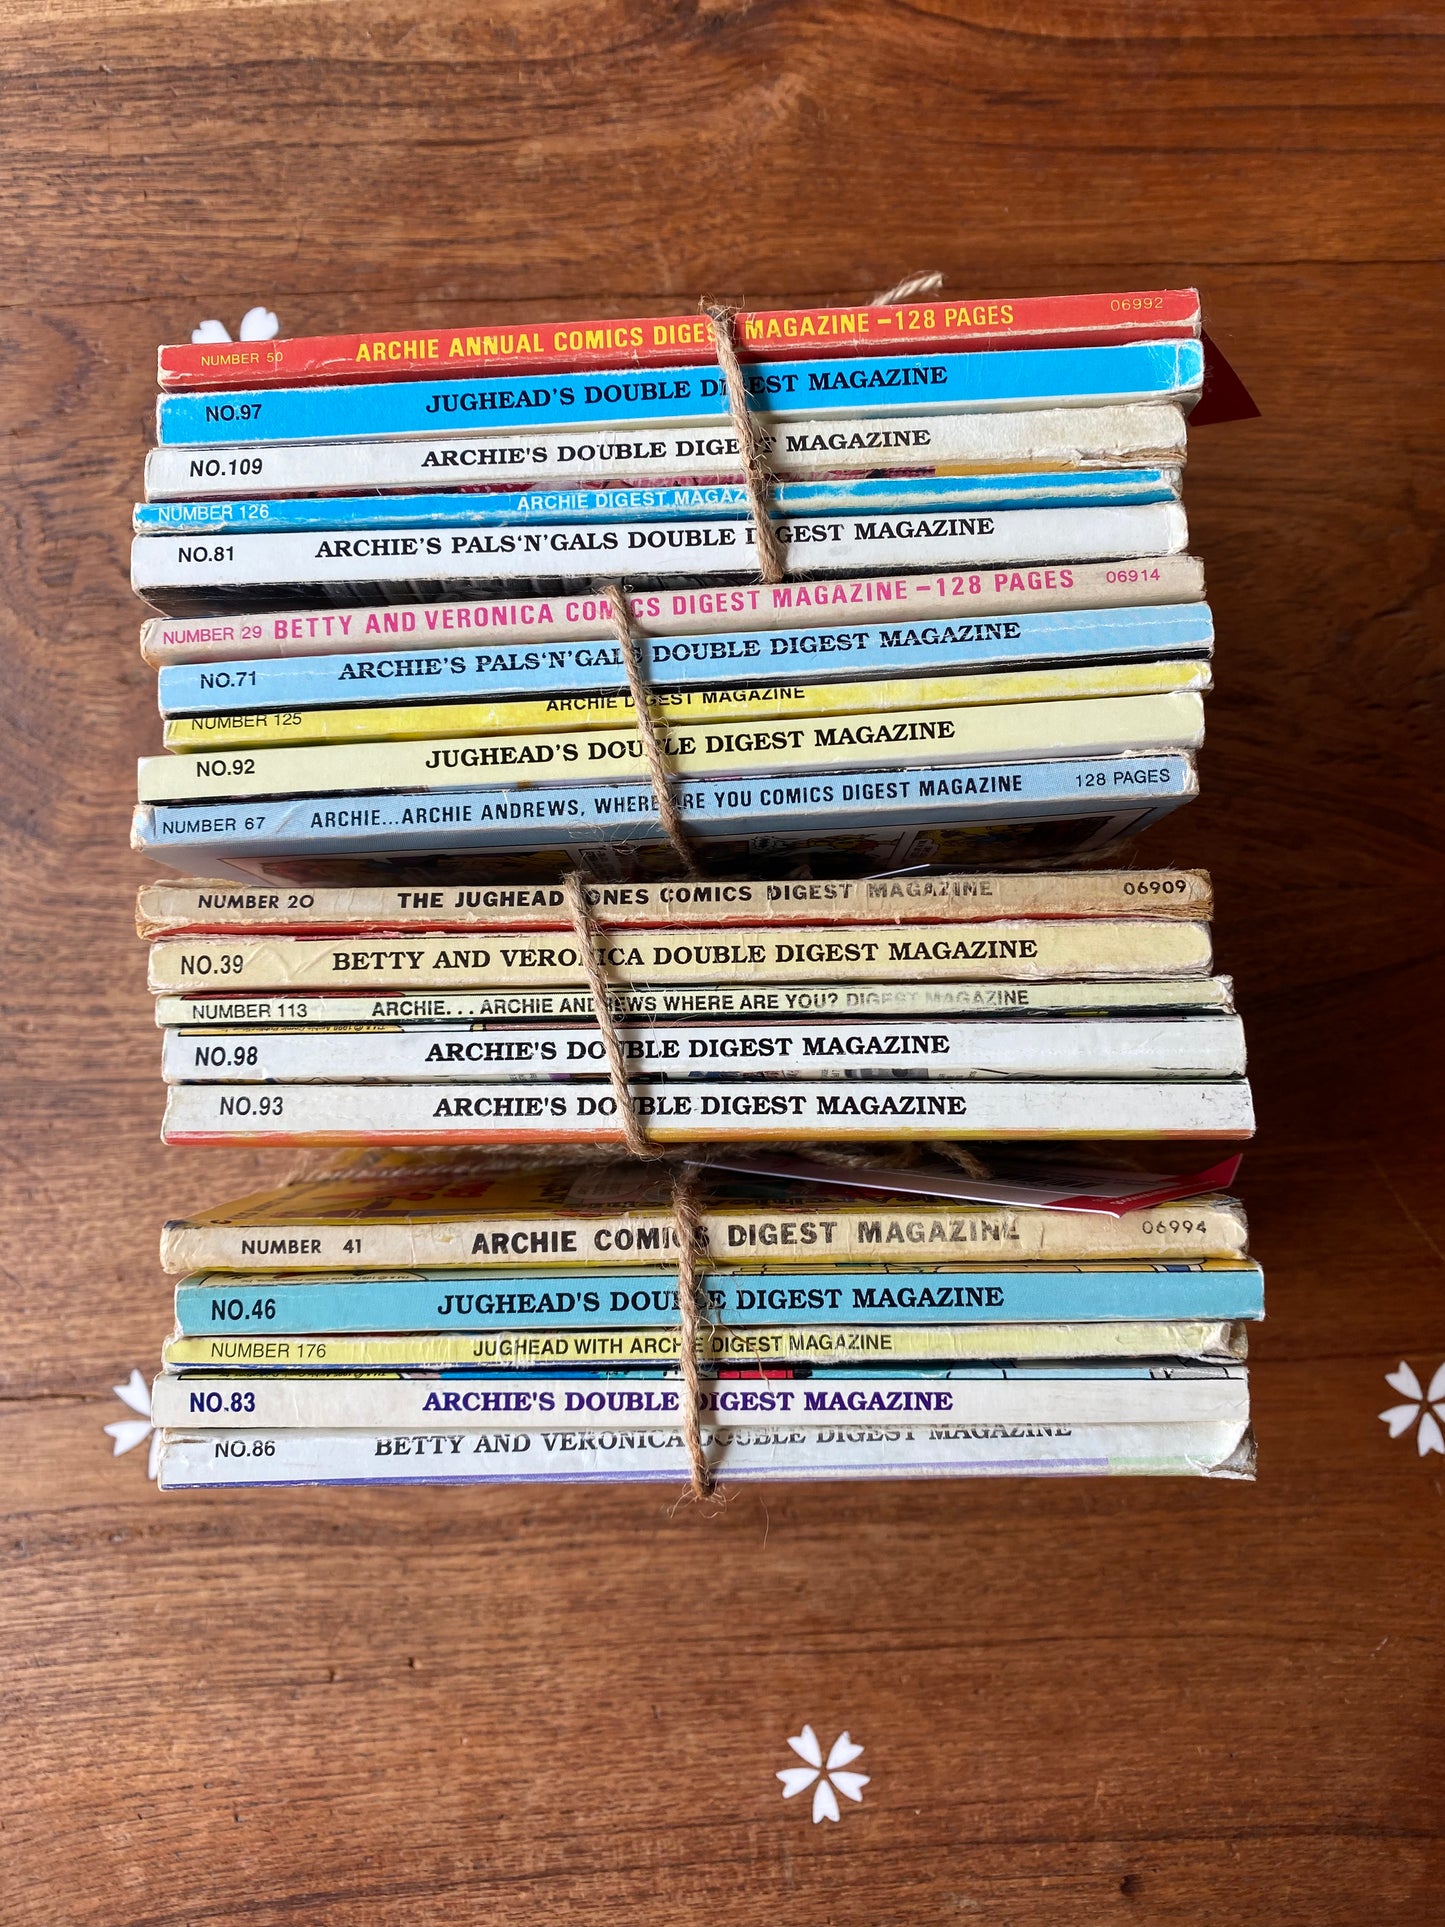 NUMBER 50 ARCHIE ANNUAL COMICS DIGEST MAGAZINE –128 PAGES 06992
NO.97 JUGHEAD'S DOUBLE DIGEST MAGAZINE
NO.109 ARCHIE'S DOUBLE DIGEST MAGAZINE
NUMBER 126 ARCHIE DIGEST MAGAZINE
NO.81 ARCHIE'S PALS'N'GALS DOUBLE DIGEST MAGAZINE
NUMBER 29 BETTY AND VERONICA COMICS DIGEST MAGAZINE –128 PAGES 06914
NO.71 ARCHIE'S PALS'N'GALS DOUBLE DIGEST MAGAZINE
NUMBER 125 ARCHIE DIGEST MAGAZINE
NO.92 JUGHEAD'S DOUBLE DIGEST MAGAZINE
NUMBER 67 ARCHIE...ARCHIE ANDREWS, WHERE ARE YOU COMICS DIGEST MAGAZINE 128 PAGES
NUMBER 20 THE JUGHEAD JONES COMICS DIGEST MAGAZINE 06909
NO.39 BETTY AND VERONICA DOUBLE DIGEST MAGAZINE
NUMBER 113 ARCHIE. . . ARCHIE ANDREWS WHERE ARE YOU? DIGEST MAGAZINE
NO.98 ARCHIE'S DOUBLE DIGEST MAGAZINE
NO.93 ARCHIE'S DOUBLE DIGEST MAGAZINE
NUMBER 41 ARCHIE COMICS DIGEST MAGAZINE 06994
NO.46 JUGHEAD'S DOUBLE DIGEST MAGAZINE
NUMBER 176 JUGHEAD WITH ARCHIE DIGEST MAGAZINE
NO.83 ARCHIE'S DOUBLE DIGEST MAGAZINE
NO.86 BETTY AND VERONICA DOUBLE DIGEST MAGAZINE